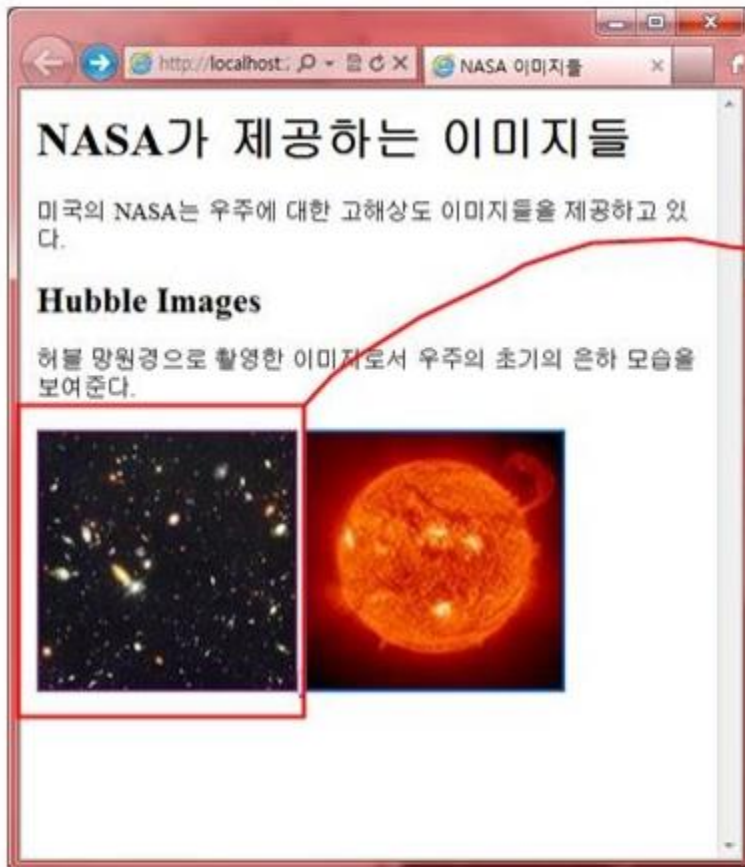 http://localhost:
NASA 이미지들
NASA가 제공하는 이미지들
미국의 NASA는 우주에 대한 고해상도 이미지들을 제공하고 있
다.
Hubble Images
허블 망원경으로 촬영한 이미지로서 우주의 초기의 은하 모습을
보여준다.